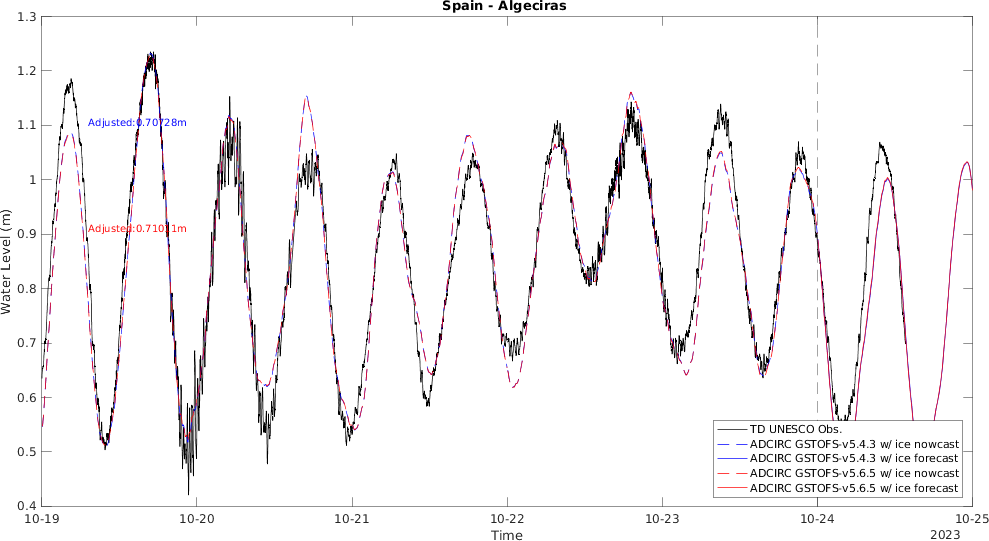 Spain - Algeciras
Water Level (m)
1.3
1.2
1.1
1
0.9
0.8
0.7
0.6
0.5
0.4
Adjusted:0.70728m
Adjusted:0.71011m
TD UNESCO Obs.
ADCIRC GSTOFS-v5.4.3 w/ ice nowcast
ADCIRC GSTOFS-v5.4.3 w/ ice forecast
ADCIRC GSTOFS-v5.6.5 w/ ice nowcast
ADCIRC GSTOFS-v5.6.5 w/ ice forecast
10-19 10-20 10-21 10-22 10-23 10-24 10-25
Time
2023